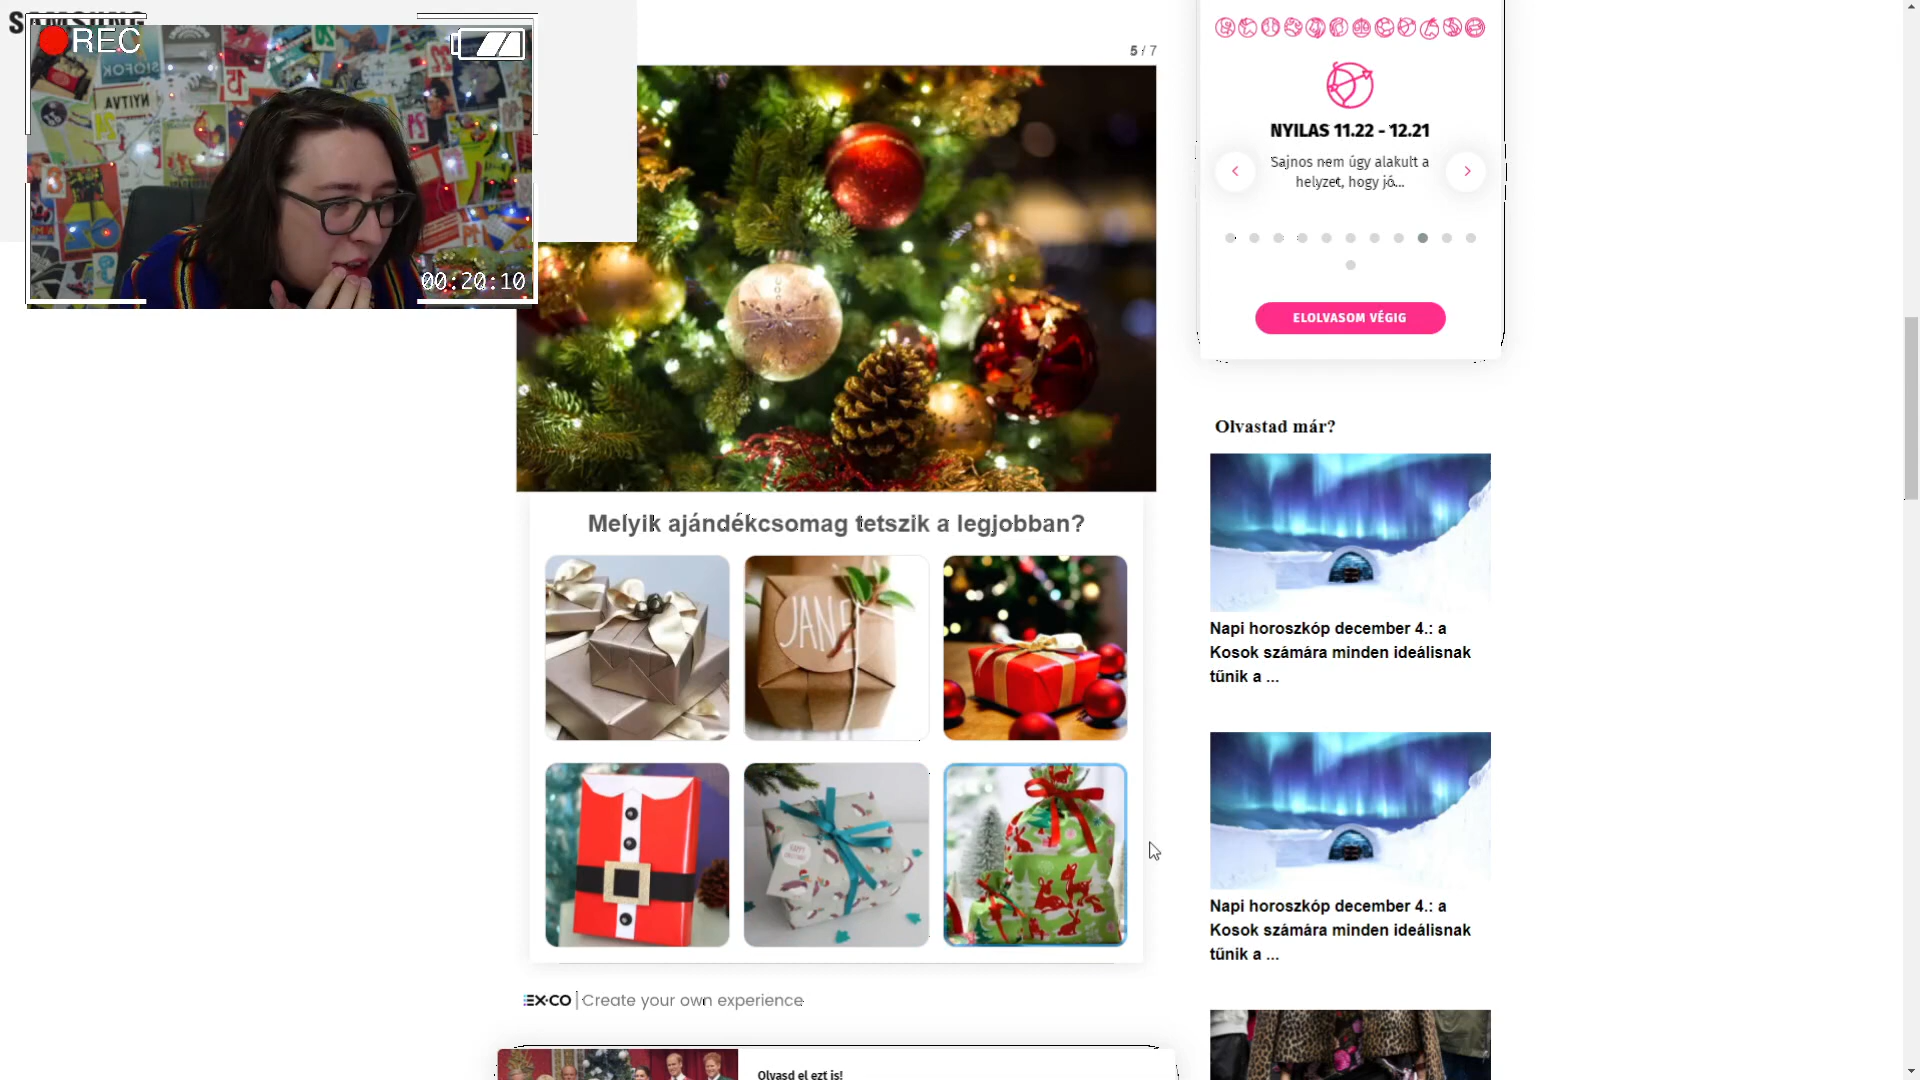 SAMSUNG
REC
SIÓFOK
00:20:10
5 / 7
NYILAS 11.22 - 12.21
Sajnos nem úgy alakult a
helyzet, hogy jó...
ELOLVASOM VÉGIG
Olvastad már?
Melyik ajándékcsomag tetszik a legjobban?
JANE
Napi horoszkóp december 4.: a
Kosok számára minden ideálisnak
tűnik a ...
Napi horoszkóp december 4.: a
Kosok számára minden ideálisnak
tűnik a ...
EX.CO | Create your own experience
Olvasd el ezt is!